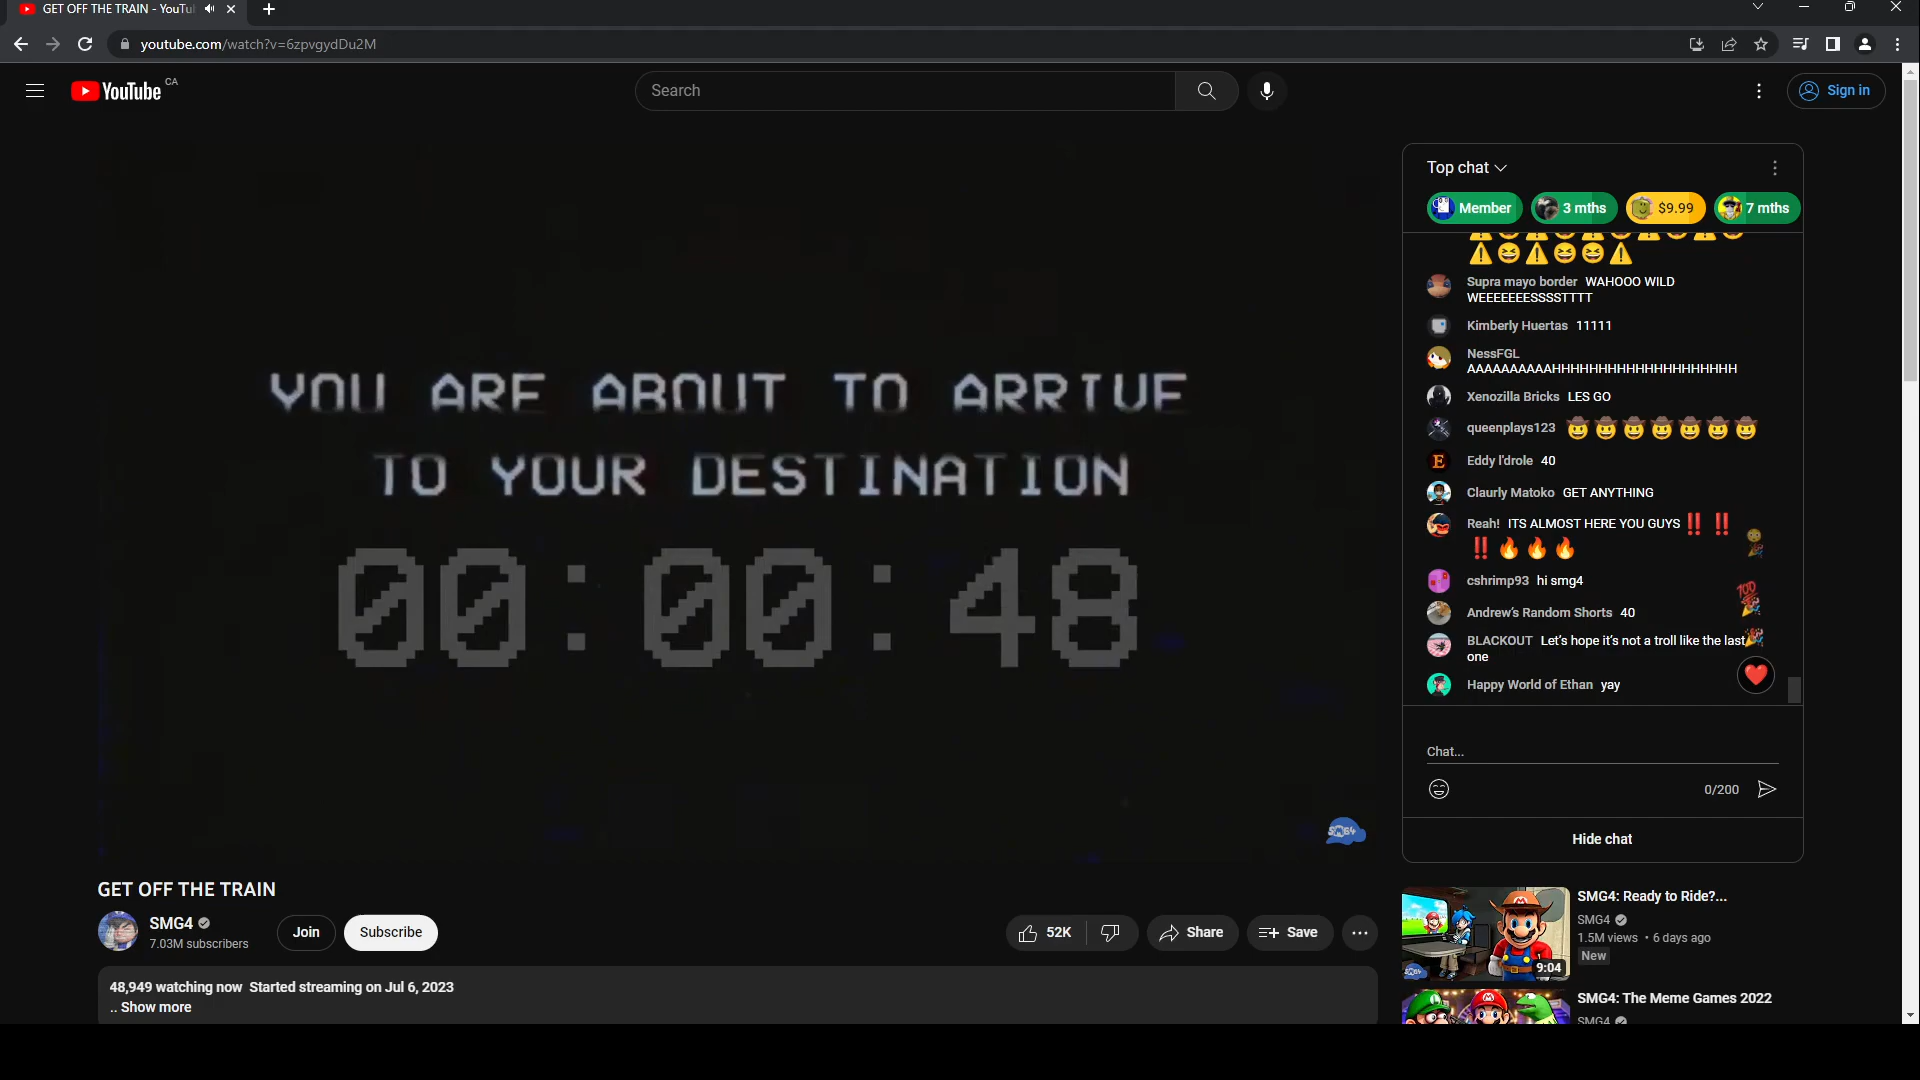 GET OFF THE TRAIN - YouTu
youtube.com/watch?v=6zpvgydDu2M
YouTube CA
Search
Sign in
YOU ARE ABOUT TO ARRIVE
TO YOUR DESTINATION
00:00:48
SMG4
GET OFF THE TRAIN
SMG4
7.03M subscribers
Join
Subscribe
52K
Share
Save
48,949 watching now Started streaming on Jul 6, 2023
.. Show more
Top chat
Member
3 mths
$9.99
7 mths
⚠️😆⚠️😆😆⚠️
Supra mayo border WAHOOO WILD
WEEEEEEESSSSTTTT
Kimberly Huertas 11111
NessFGL
AAAAAAAAAAHHHHHHHHHHHHHHHHHHHH
Xenozilla Bricks LES GO
queenplays123 🤠🤠🤠🤠🤠🤠🤠
Eddy l'drole 40
Claurly Matoko GET ANYTHING
Reah! ITS ALMOST HERE YOU GUYS ‼️ ‼️
‼️🔥🔥🔥
cshrimp93 hi smg4
Andrew's Random Shorts 40
BLACKOUT Let's hope it's not a troll like the last
one
Happy World of Ethan yay
Chat...
0/200
Hide chat
SMG4: Ready to Ride?...
SMG4
1.5M views • 6 days ago
New
9:04
SMG4: The Meme Games 2022
SMG4